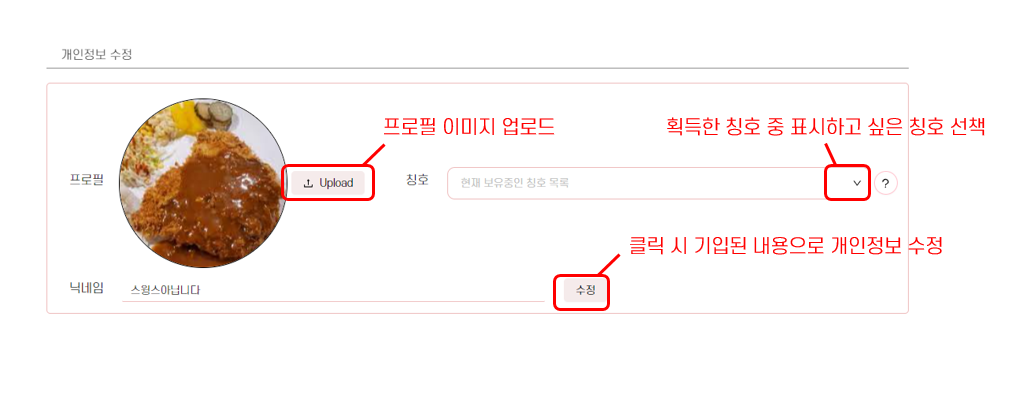 개인정보 수정
프로필 이미지 업로드
획득한 칭호 중 표시하고 싶은 칭호 선책
프로필
Upload
칭호
현재 보유중인 칭호 목록
?
클릭 시 기입된 내용으로 개인정보 수정
닉네임
스윙스아닙니다
수정